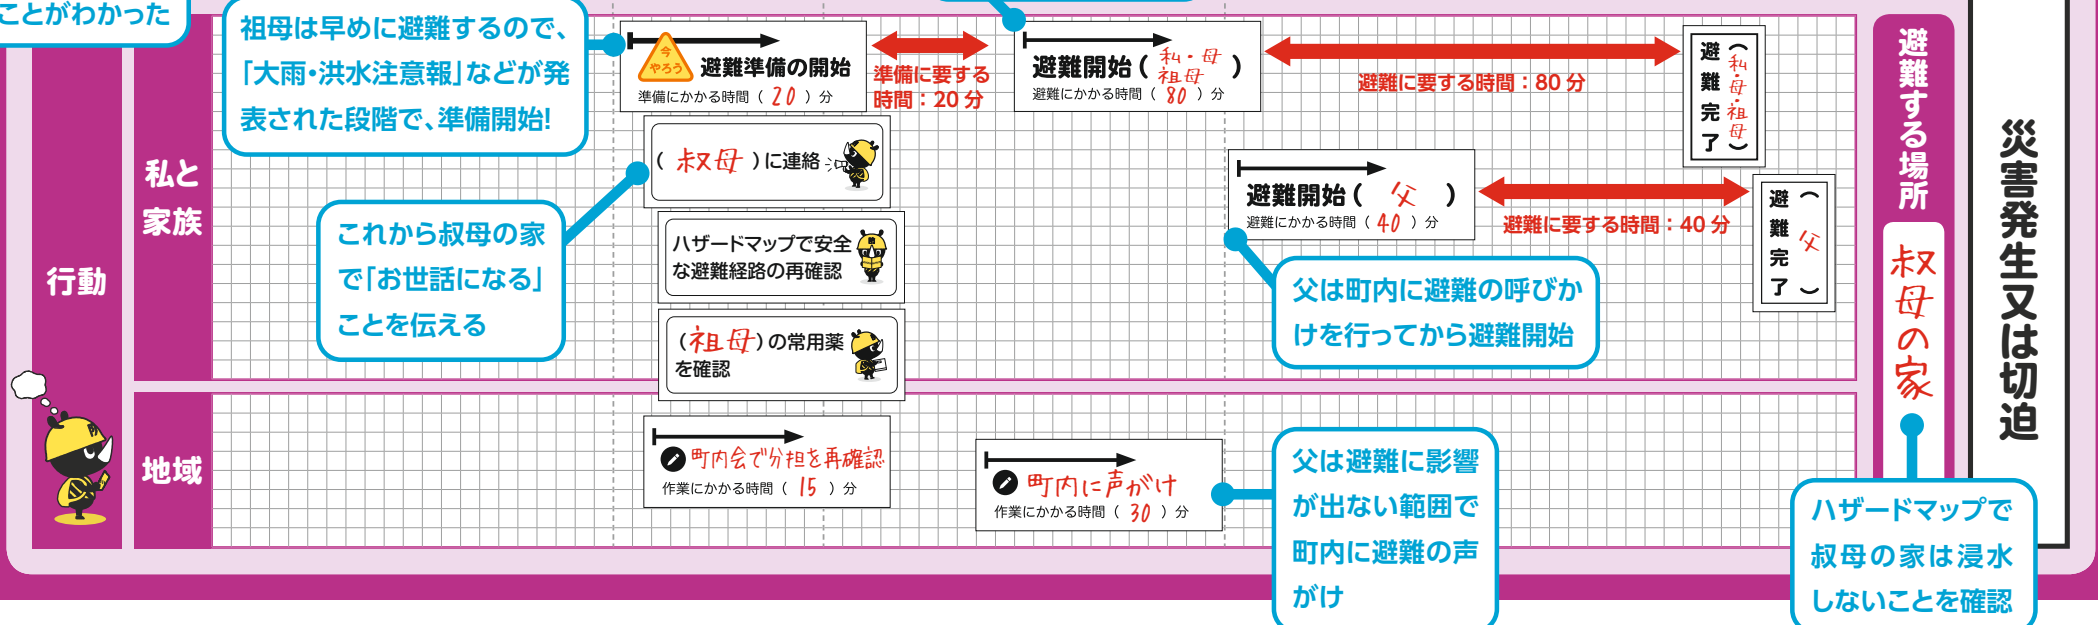 ことがわかった
祖母は早めに避難するので、
「大雨・洪水注意報」などが発
表された段階で、準備開始!
今
やろう
避難準備の開始
準備にかかる時間( 20 )分
準備に要する
時間:20分
避難開始( 私・母
祖母 )
避難にかかる時間( 80 )分
避難に要する時間:80分
避難完了(私・母・祖母)
(叔母)に連絡
これから叔母の家
で「お世話になる」
ことを伝える
ハザードマップで安全
な避難経路の再確認
(祖母)の常用薬
を確認
避難開始( 父 )
避難にかかる時間( 40 )分
避難に要する時間:40分
避難完了(父)
父は町内に避難の呼びか
けを行ってから避難開始
私と
家族
行動
地域
町内会で分担を再確認
作業にかかる時間( 15 )分
町内に声がけ
作業にかかる時間( 30 )分
父は避難に影響
が出ない範囲で
町内に避難の声
がけ
避難する場所
叔母の家
ハザードマップで
叔母の家は浸水
しないことを確認
災害発生又は切迫